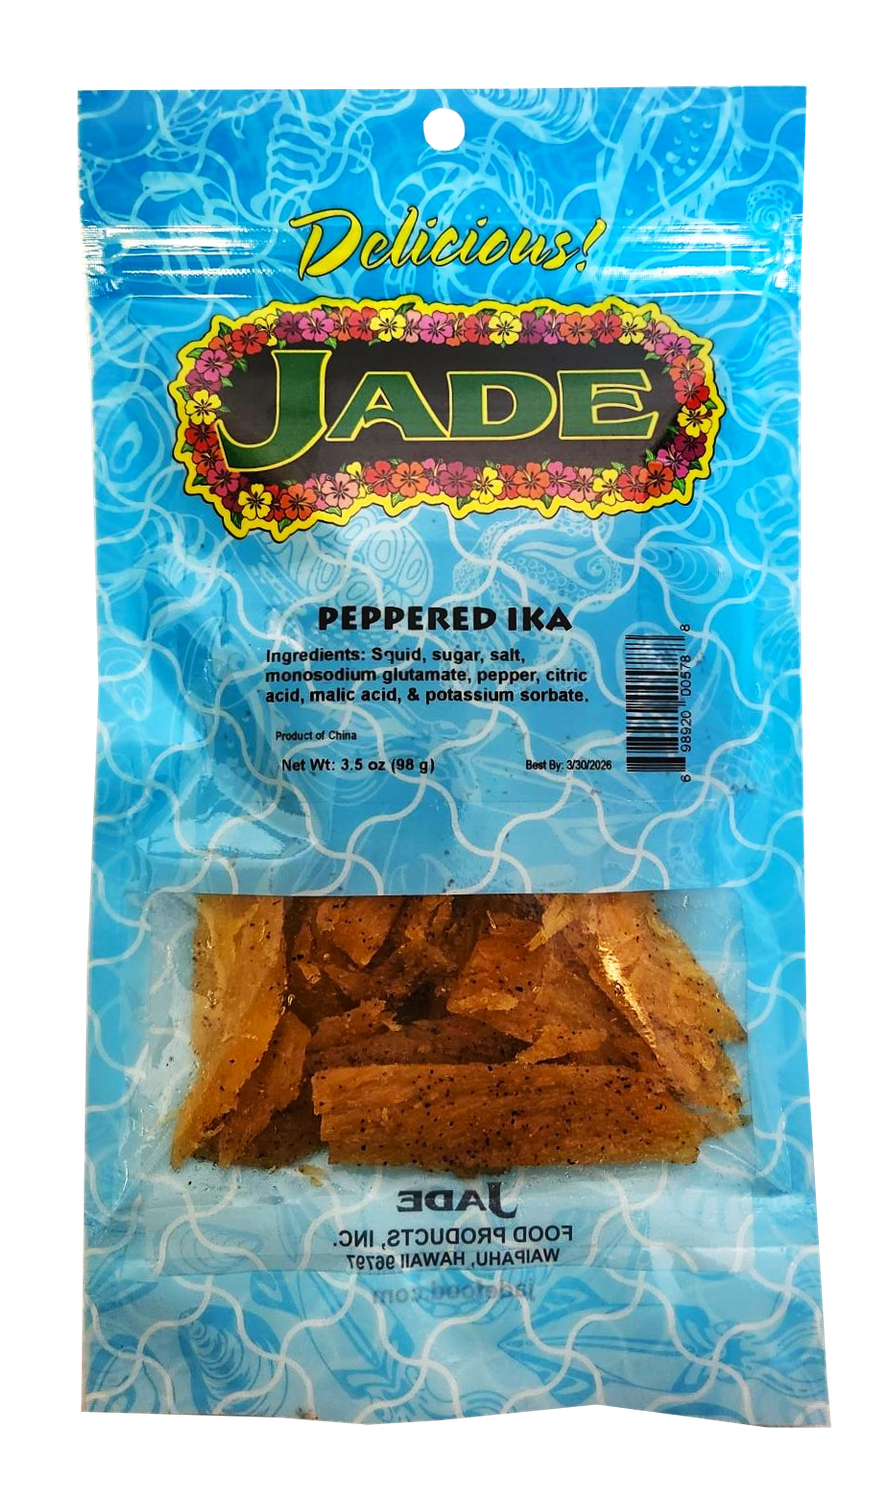 Delicious!
JADE
PEPPERED IKA
Ingredients: Squid, sugar, salt,
monosodium glutamate, pepper, citric
acid, malic acid, & potassium sorbate.
Product of China
Net Wt: 3.5 oz (98 g)
Best By: 3/30/2026
6 98920 00578 8
JADE
FOOD PRODUCTS, INC.
WAIPAHU, HAWAII 96797
jadefood.com